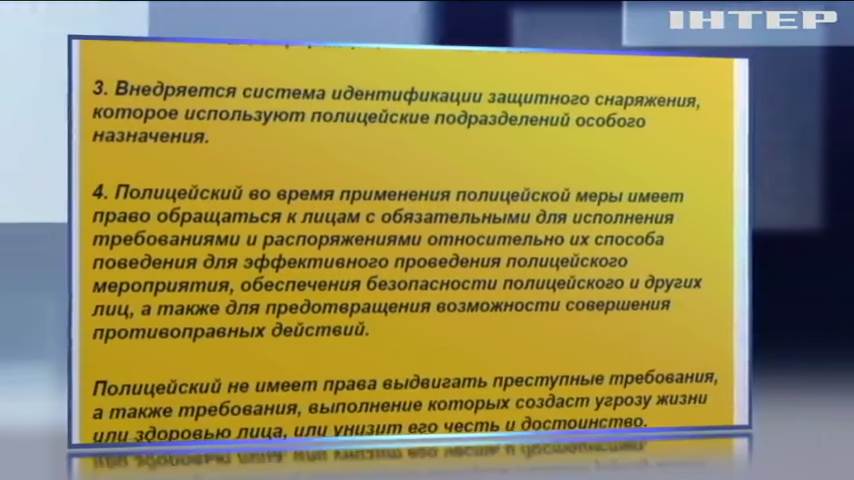 ІНТЕР
3. Внедряется система идентификации защитного снаряжения,
которое используют полицейские подразделений особого
назначения.
4. Полицейский во время применения полицейской меры имеет
право обращаться к лицам с обязательными для исполнения
требованиями и распоряжениями относительно их способа
поведения для эффективного проведения полицейского
мероприятия, обеспечения безопасности полицейского и других
лиц, а также для предотвращения возможности совершения
противоправных действий.
Полицейский не имеет права выдвигать преступные требования,
а также требования, выполнение которых создаст угрозу жизни
или здоровью лица, или унизит его честь и достоинство.